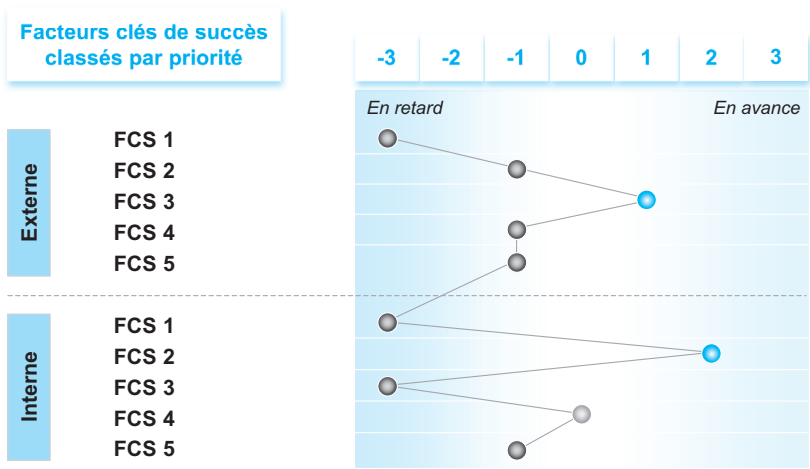 Facteurs clés de succès
classés par priorité
-3 -2 -1 0 1 2 3
En retard En avance
Externe
FCS 1
FCS 2
FCS 3
FCS 4
FCS 5
Interne
FCS 1
FCS 2
FCS 3
FCS 4
FCS 5